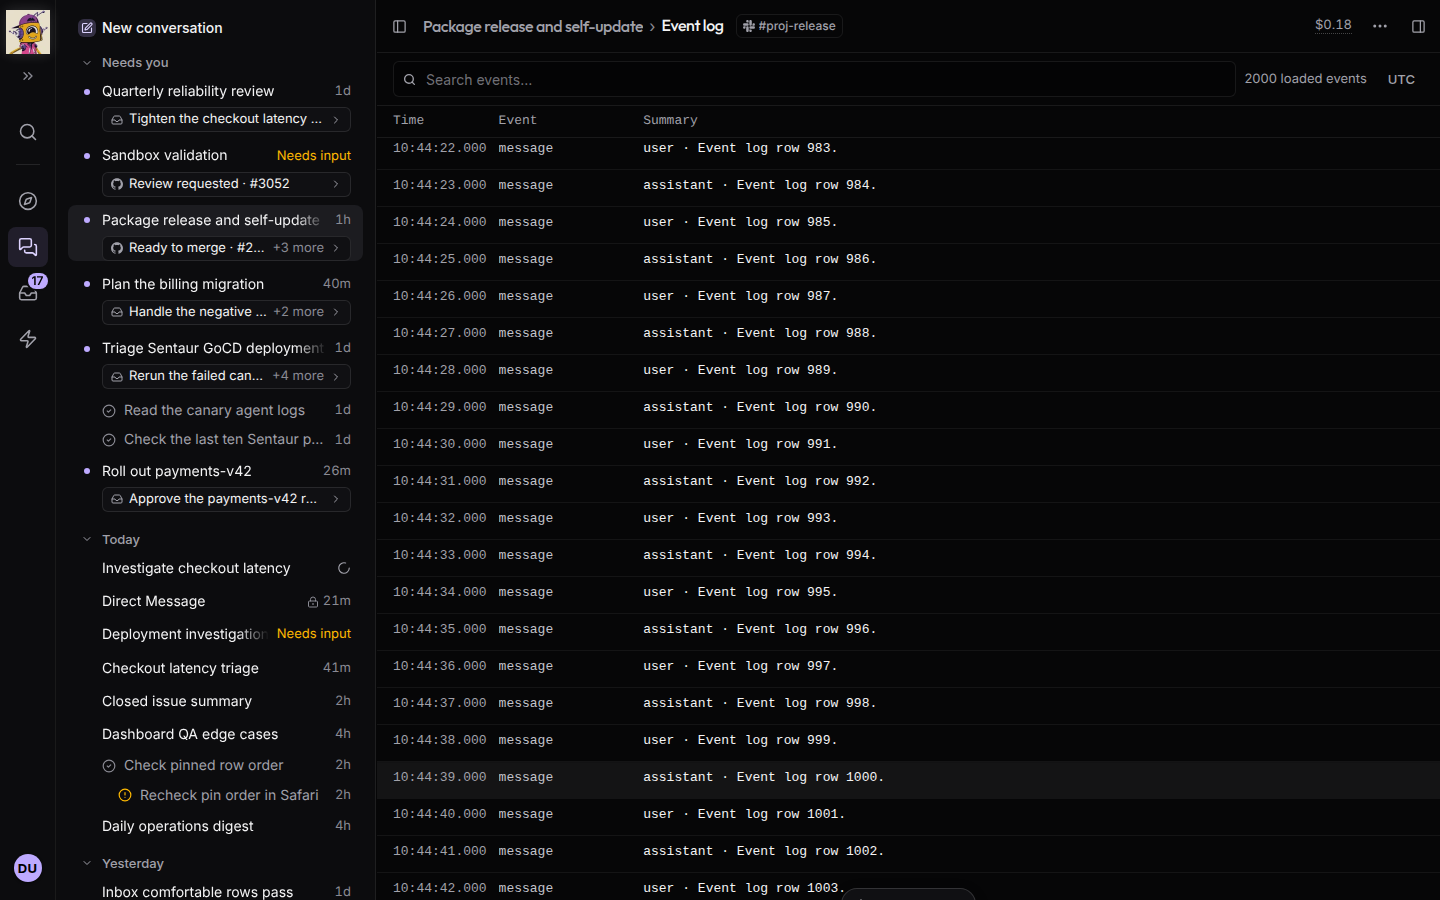 New conversation
Needs you
Quarterly reliability review 1d
Tighten the checkout latency ...
Sandbox validation Needs input
Review requested · #3052
Package release and self-update 1h
Ready to merge · #2... +3 more
Plan the billing migration 40m
Handle the negative ... +2 more
Triage Sentaur GoCD deployment 1d
Rerun the failed can... +4 more
Read the canary agent logs 1d
Check the last ten Sentaur p... 1d
Roll out payments-v42 26m
Approve the payments-v42 r...
Today
Investigate checkout latency
Direct Message 21m
Deployment investigation Needs input
Checkout latency triage 41m
Closed issue summary 2h
Dashboard QA edge cases 4h
Check pinned row order 2h
Recheck pin order in Safari 2h
Daily operations digest 4h
Yesterday
Inbox comfortable rows pass 1d
17
DU
Package release and self-update › Event log #proj-release $0.18
Search events... 2000 loaded events UTC
Time Event Summary
10:44:22.000 message user · Event log row 983.
10:44:23.000 message assistant · Event log row 984.
10:44:24.000 message user · Event log row 985.
10:44:25.000 message assistant · Event log row 986.
10:44:26.000 message user · Event log row 987.
10:44:27.000 message assistant · Event log row 988.
10:44:28.000 message user · Event log row 989.
10:44:29.000 message assistant · Event log row 990.
10:44:30.000 message user · Event log row 991.
10:44:31.000 message assistant · Event log row 992.
10:44:32.000 message user · Event log row 993.
10:44:33.000 message assistant · Event log row 994.
10:44:34.000 message user · Event log row 995.
10:44:35.000 message assistant · Event log row 996.
10:44:36.000 message user · Event log row 997.
10:44:37.000 message assistant · Event log row 998.
10:44:38.000 message user · Event log row 999.
10:44:39.000 message assistant · Event log row 1000.
10:44:40.000 message user · Event log row 1001.
10:44:41.000 message assistant · Event log row 1002.
10:44:42.000 message user · Event log row 1003.